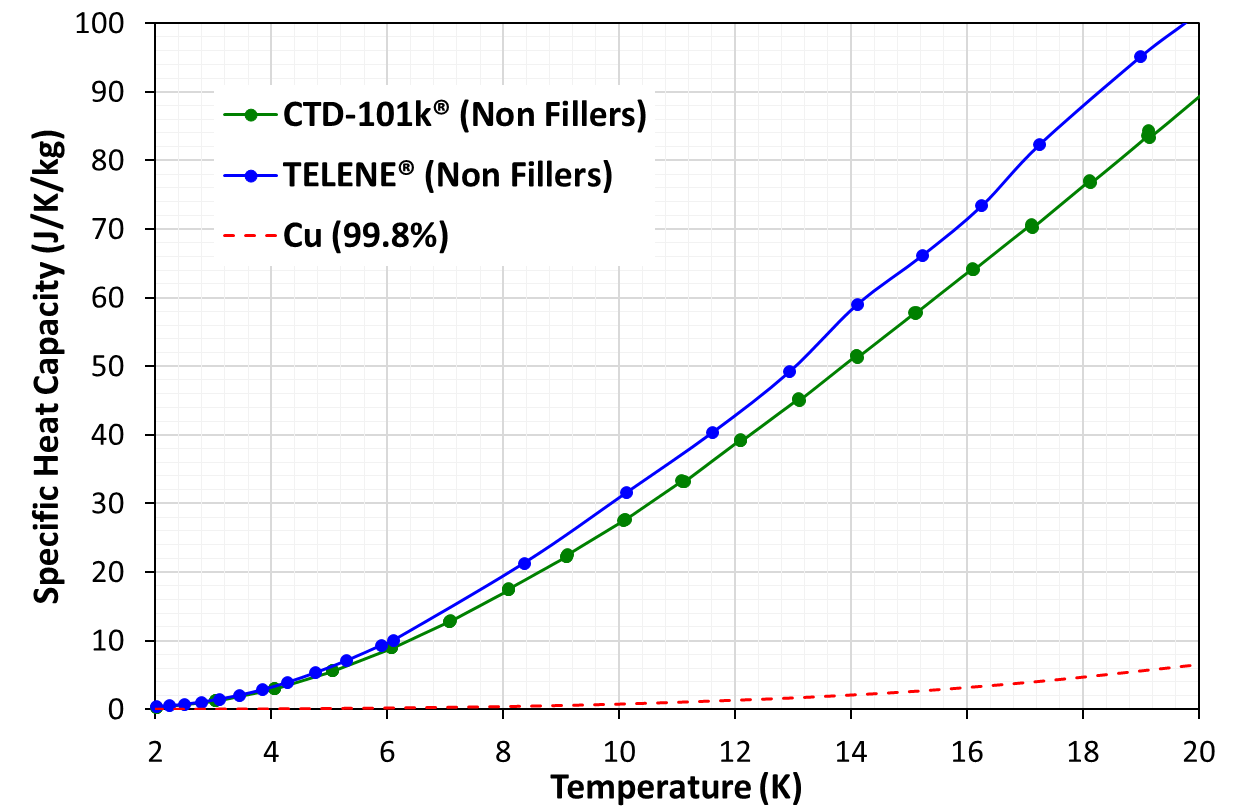 100
90
80
70
60
50
40
30
20
10
0
Specific Heat Capacity (J/K/kg)
CTD-101k® (Non Fillers)
TELENE® (Non Fillers)
Cu (99.8%)
2 4 6 8 10 12 14 16 18 20
Temperature (K)